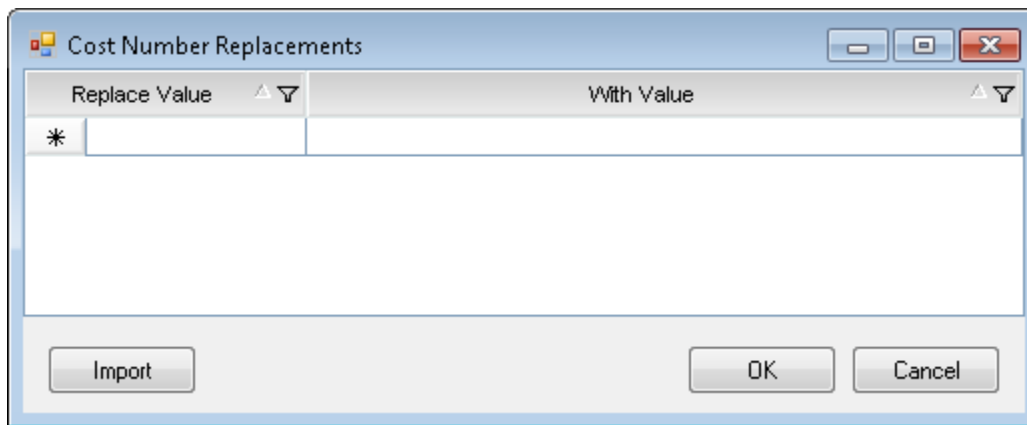 Cost Number Replacements
Replace Value With Value
Import OK Cancel